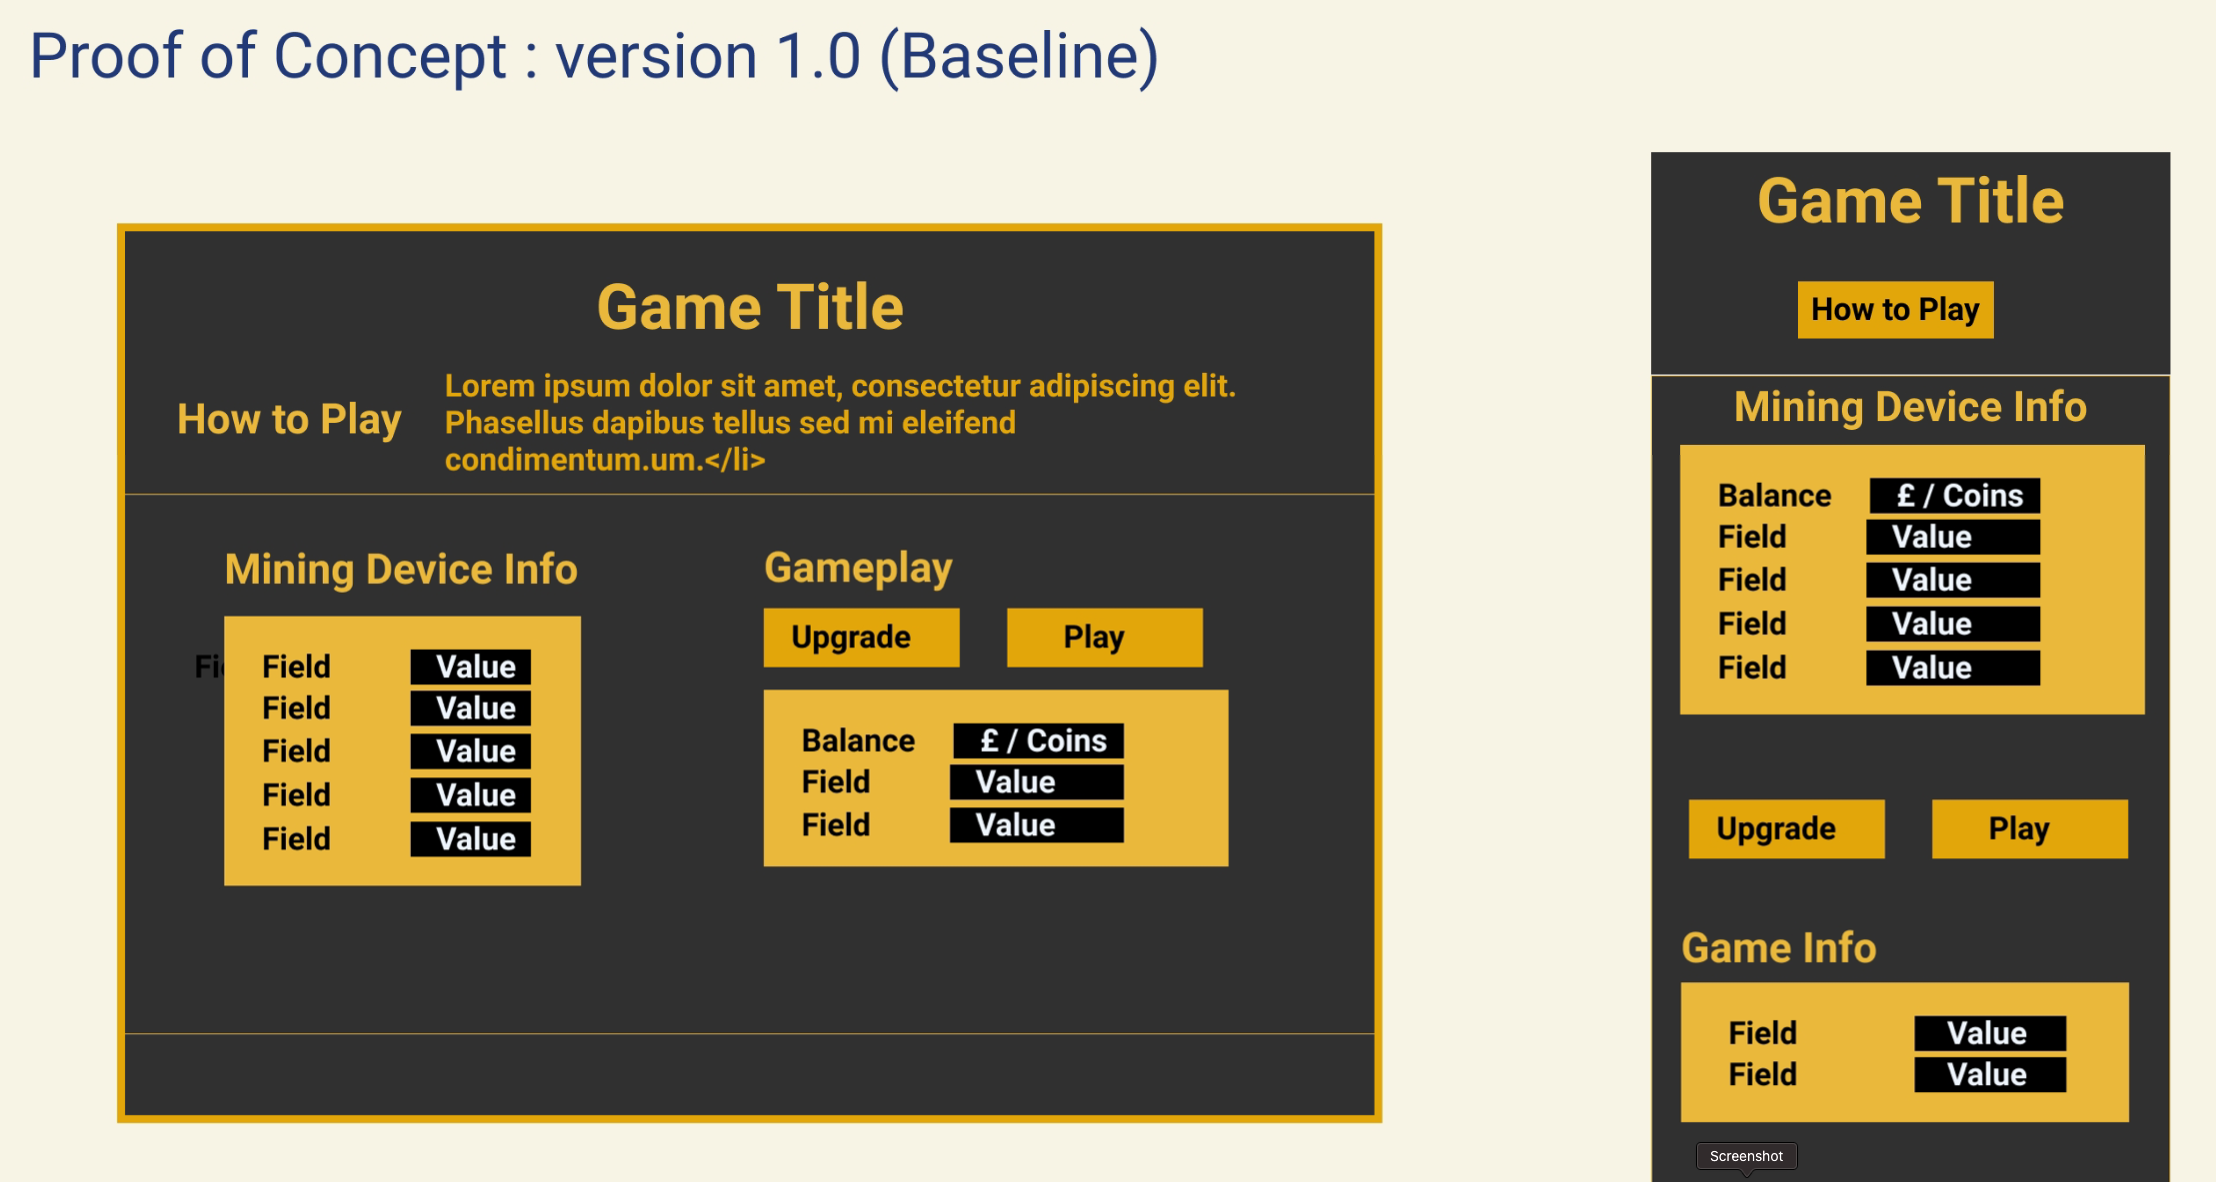 Proof of Concept : version 1.0 (Baseline)
Game Title
How to Play
Lorem ipsum dolor sit amet, consectetur adipiscing elit.
Phasellus dapibus tellus sed mi eleifend
condimentum.um.</li>
Mining Device Info
Field Value
Field Value
Field Value
Field Value
Field Value
Gameplay
Upgrade Play
Balance £ / Coins
Field Value
Field Value
Game Title
How to Play
Mining Device Info
Balance £ / Coins
Field Value
Field Value
Field Value
Field Value
Upgrade Play
Game Info
Field Value
Field Value
Screenshot